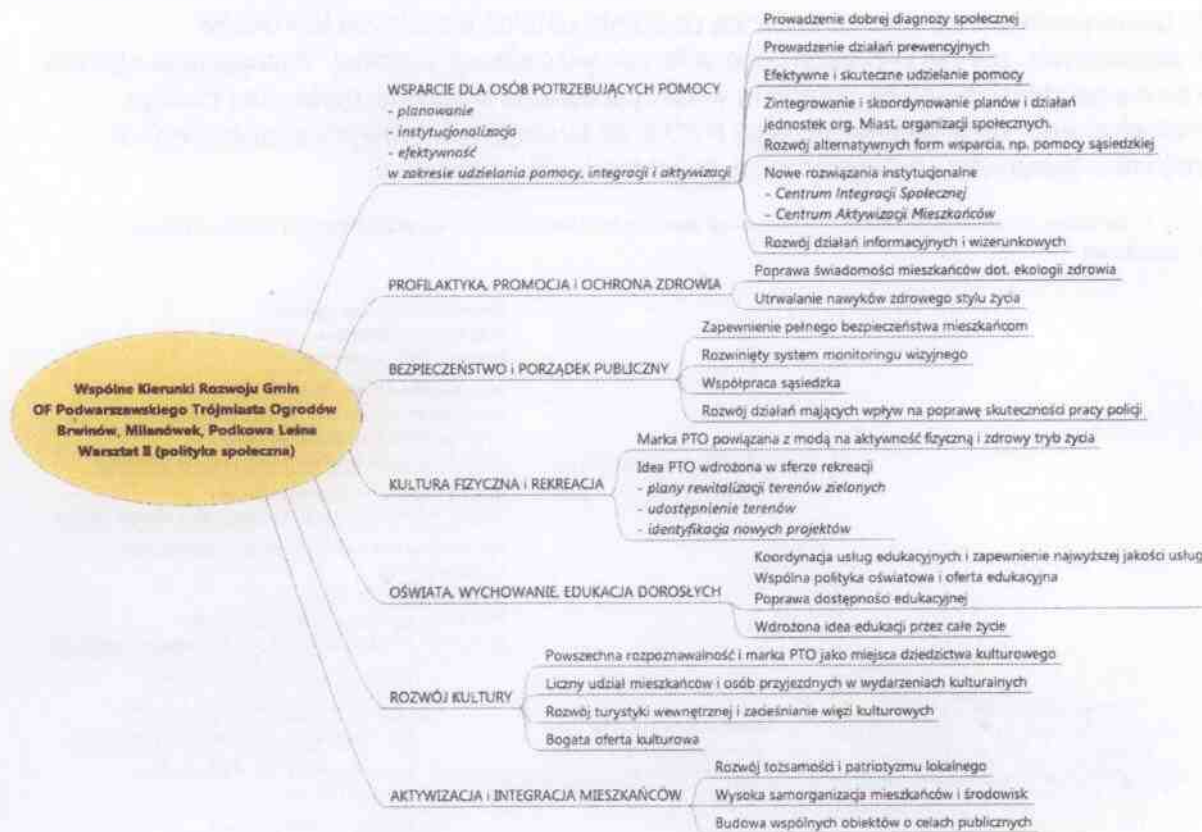 Wspólne Kierunki Rozwoju Gmin
OF Podwarszawskiego Trójmiasta Ogrodów
Brwinów, Milanówek, Podkowa Leśna
Warsztat II (polityka społeczna)
WSPARCIE DLA OSÓB POTRZEBUJĄCYCH POMOCY
- planowanie
- instytucjonalizacja
- efektywność
w zakresie udzielania pomocy, integracji i aktywizacji
Prowadzenie dobrej diagnozy społecznej
Prowadzenie działań prewencyjnych
Efektywne i skuteczne udzielanie pomocy
Zintegrowanie i skoordynowanie planów i działań
jednostek org. Miast, organizacji społecznych.
Rozwój alternatywnych form wsparcia, np. pomocy sąsiedzkiej
Nowe rozwiązania instytucjonalne
- Centrum Integracji Społecznej
- Centrum Aktywizacji Mieszkańców
Rozwój działań informacyjnych i wizerunkowych
PROFILAKTYKA, PROMOCJA i OCHRONA ZDROWIA
Poprawa świadomości mieszkańców dot. ekologii zdrowia
Utrwalanie nawyków zdrowego stylu życia
BEZPIECZEŃSTWO i PORZĄDEK PUBLICZNY
Zapewnienie pełnego bezpieczeństwa mieszkańcom
Rozwinięty system monitoringu wizyjnego
Współpraca sąsiedzka
Rozwój działań mających wpływ na poprawę skuteczności pracy policji
KULTURA FIZYCZNA i REKREACJA
Marka PTO powiązana z modą na aktywność fizyczną i zdrowy tryb życia
Idea PTO wdrożona w sferze rekreacji
- plany rewitalizacji terenów zielonych
- udostępnienie terenów
- identyfikacja nowych projektów
OŚWIATA, WYCHOWANIE, EDUKACJA DOROSŁYCH
Koordynacja usług edukacyjnych i zapewnienie najwyższej jakości usług
Wspólna polityka oświatowa i oferta edukacyjna
Poprawa dostępności edukacyjnej
Wdrożona idea edukacji przez całe życie
ROZWÓJ KULTURY
Powszechna rozpoznawalność i marka PTO jako miejsca dziedzictwa kulturowego
Liczny udział mieszkańców i osób przyjezdnych w wydarzeniach kulturalnych
Rozwój turystyki wewnętrznej i zacieśnianie więzi kulturowych
Bogata oferta kulturowa
AKTYWIZACJA i INTEGRACJA MIESZKAŃCÓW
Rozwój tożsamości i patriotyzmu lokalnego
Wysoka samorganizacja mieszkańców i środowisk
Budowa wspólnych obiektów o celach publicznych